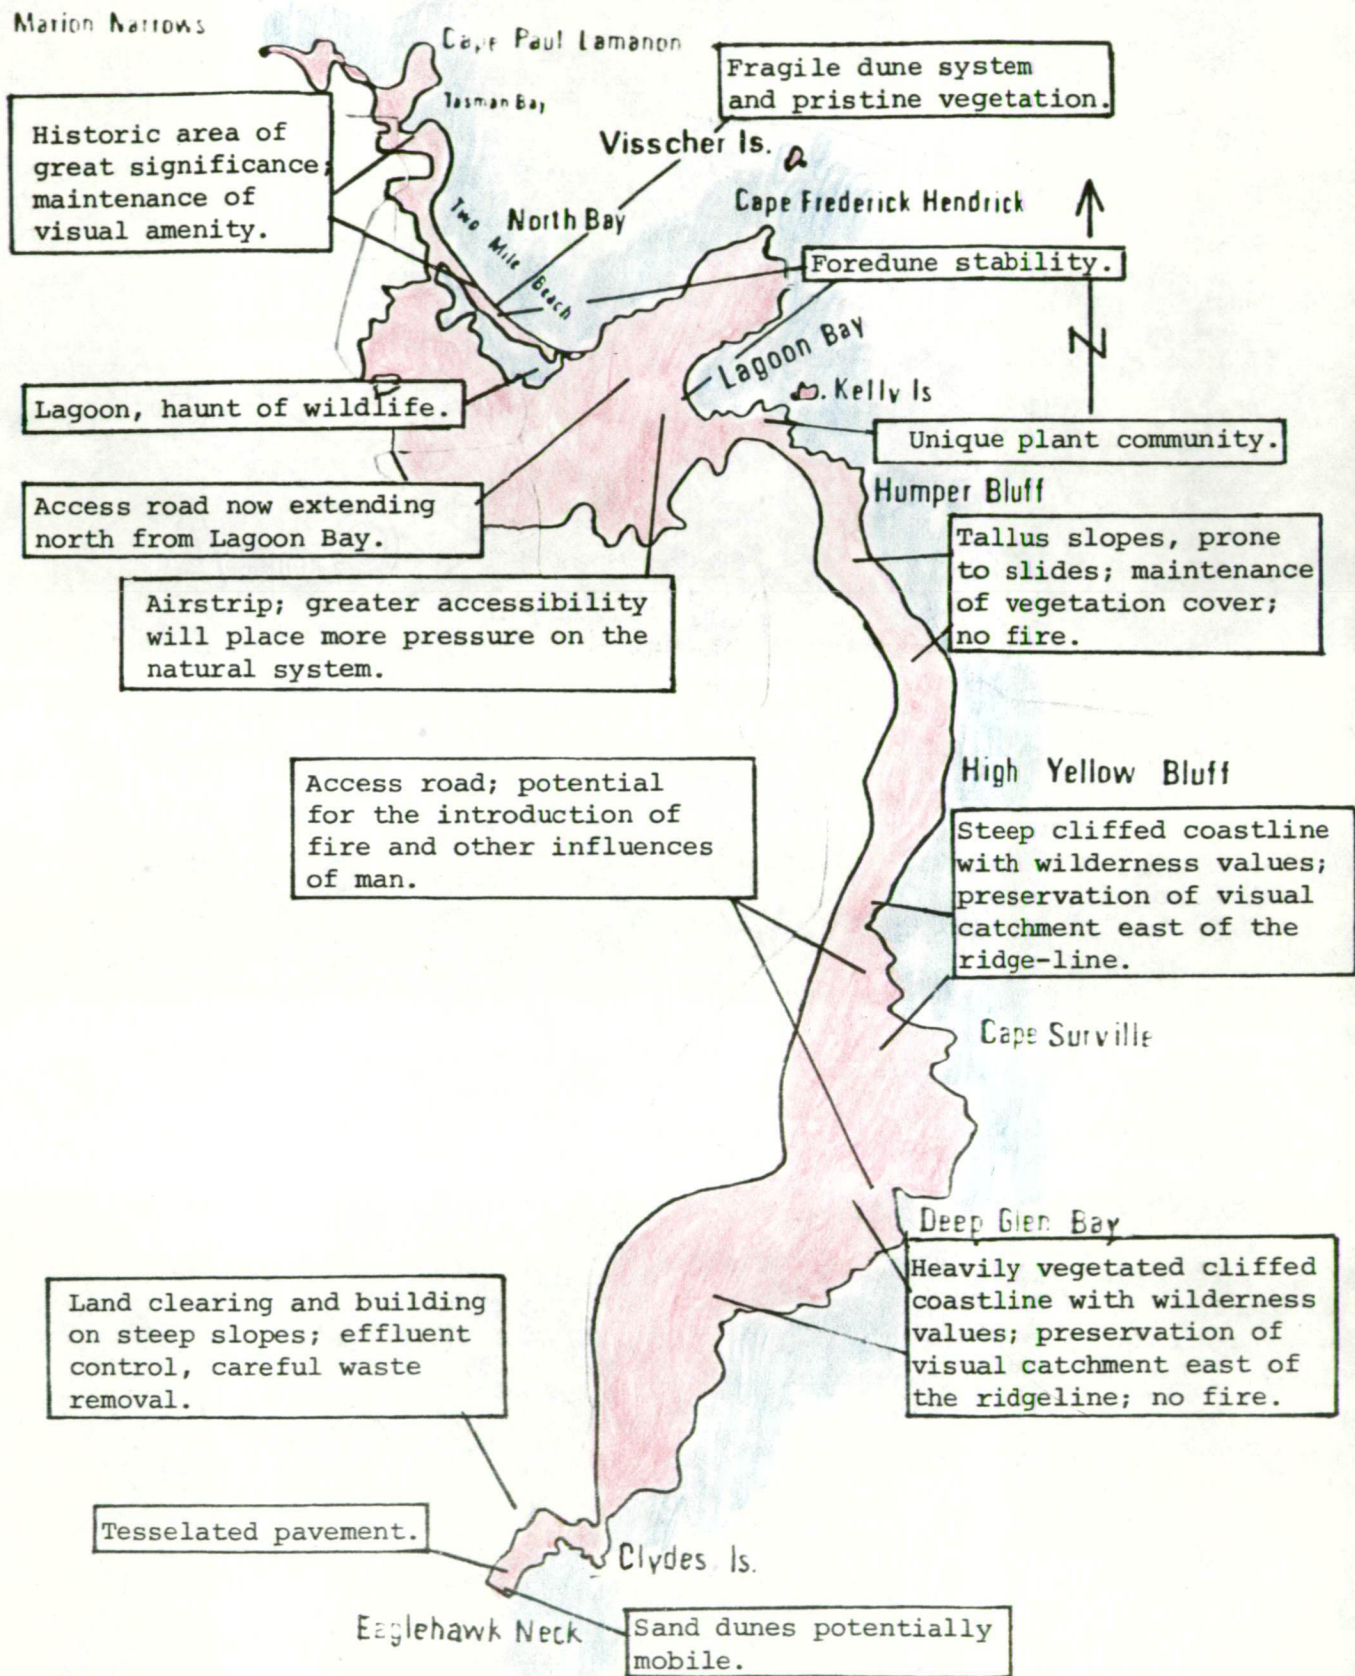 Marion Narrows
Cape Paul Lamanon
Fragile dune system
and pristine vegetation.
Tasman Bay
Historic area of
great significance;
maintenance of
visual amenity.
Visscher Is.
Cape Frederick Hendrick
North Bay
Two Mile Beach
Foredune stability.
N
Lagoon Bay
Kelly Is
Lagoon, haunt of wildlife.
Unique plant community.
Humper Bluff
Access road now extending
north from Lagoon Bay.
Tallus slopes, prone
to slides; maintenance
of vegetation cover;
no fire.
Airstrip; greater accessibility
will place more pressure on the
natural system.
High Yellow Bluff
Access road; potential
for the introduction of
fire and other influences
of man.
Steep cliffed coastline
with wilderness values;
preservation of visual
catchment east of the
ridge-line.
Cape Surville
Deep Glen Bay
Heavily vegetated cliffed
coastline with wilderness
values; preservation of
visual catchment east of
the ridgeline; no fire.
Land clearing and building
on steep slopes; effluent
control, careful waste
removal.
Tesselated pavement.
Clydes Is.
Eaglehawk Neck
Sand dunes potentially
mobile.